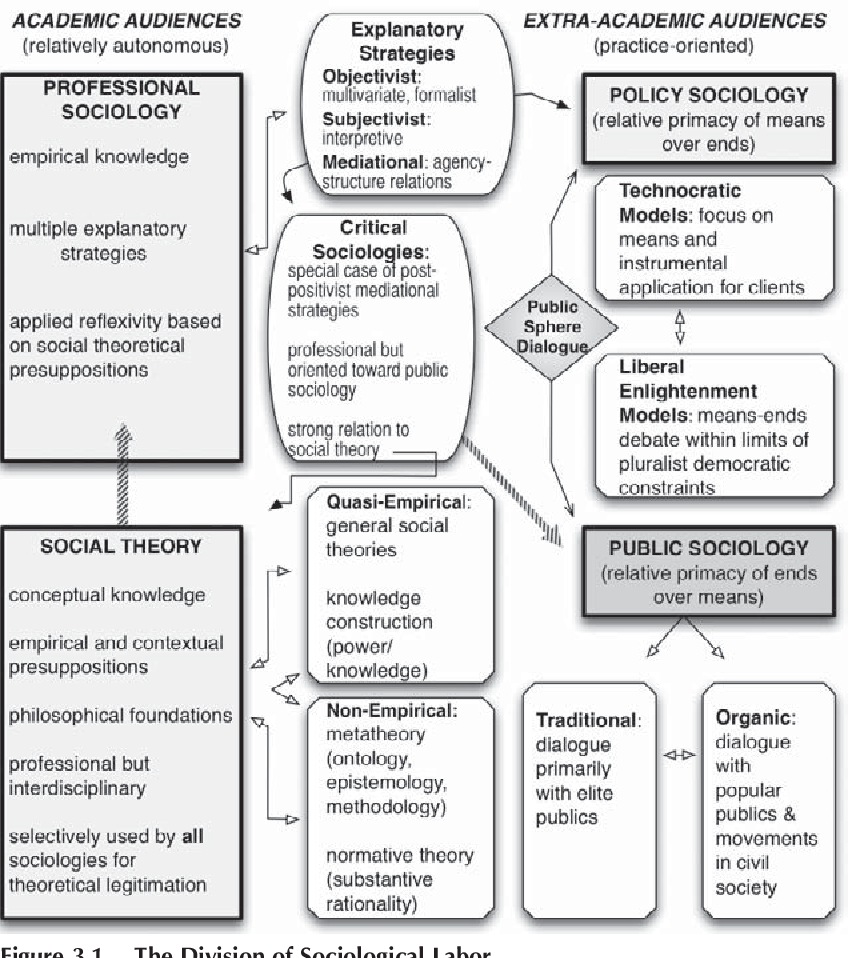 ACADEMIC AUDIENCES
(relatively autonomous)
PROFESSIONAL
SOCIOLOGY
empirical knowledge
multiple explanatory
strategies
applied reflexivity based
on social theoretical
presuppositions
SOCIAL THEORY
conceptual knowledge
empirical and contextual
presuppositions
philosophical foundations
professional but
interdisciplinary
selectively used by all
sociologies for
theoretical legitimation
Explanatory
Strategies
Objectivist:
multivariate, formalist
Subjectivist:
interpretive
Mediational: agency-
structure relations
Critical
Sociologies:
special case of post-
positivist mediational
strategies
professional but
oriented toward public
sociology
strong relation to
social theory
Quasi-Empirical:
general social
theories
knowledge
construction
(power/
knowledge)
Non-Empirical:
metatheory
(ontology,
epistemology,
methodology)
normative theory
(substantive
rationality)
EXTRA-ACADEMIC AUDIENCES
(practice-oriented)
POLICY SOCIOLOGY
(relative primacy of means
over ends)
Technocratic
Models: focus on
means and
instrumental
application for clients
Public
Sphere
Dialogue
Liberal
Enlightenment
Models: means-ends
debate within limits of
pluralist democratic
constraints
PUBLIC SOCIOLOGY
(relative primacy of ends
over means)
Traditional:
dialogue
primarily
with elite
publics
Organic:
dialogue
with
popular
publics &
movements
in civil
society
Figure 3.1 The Division of Sociological Labor